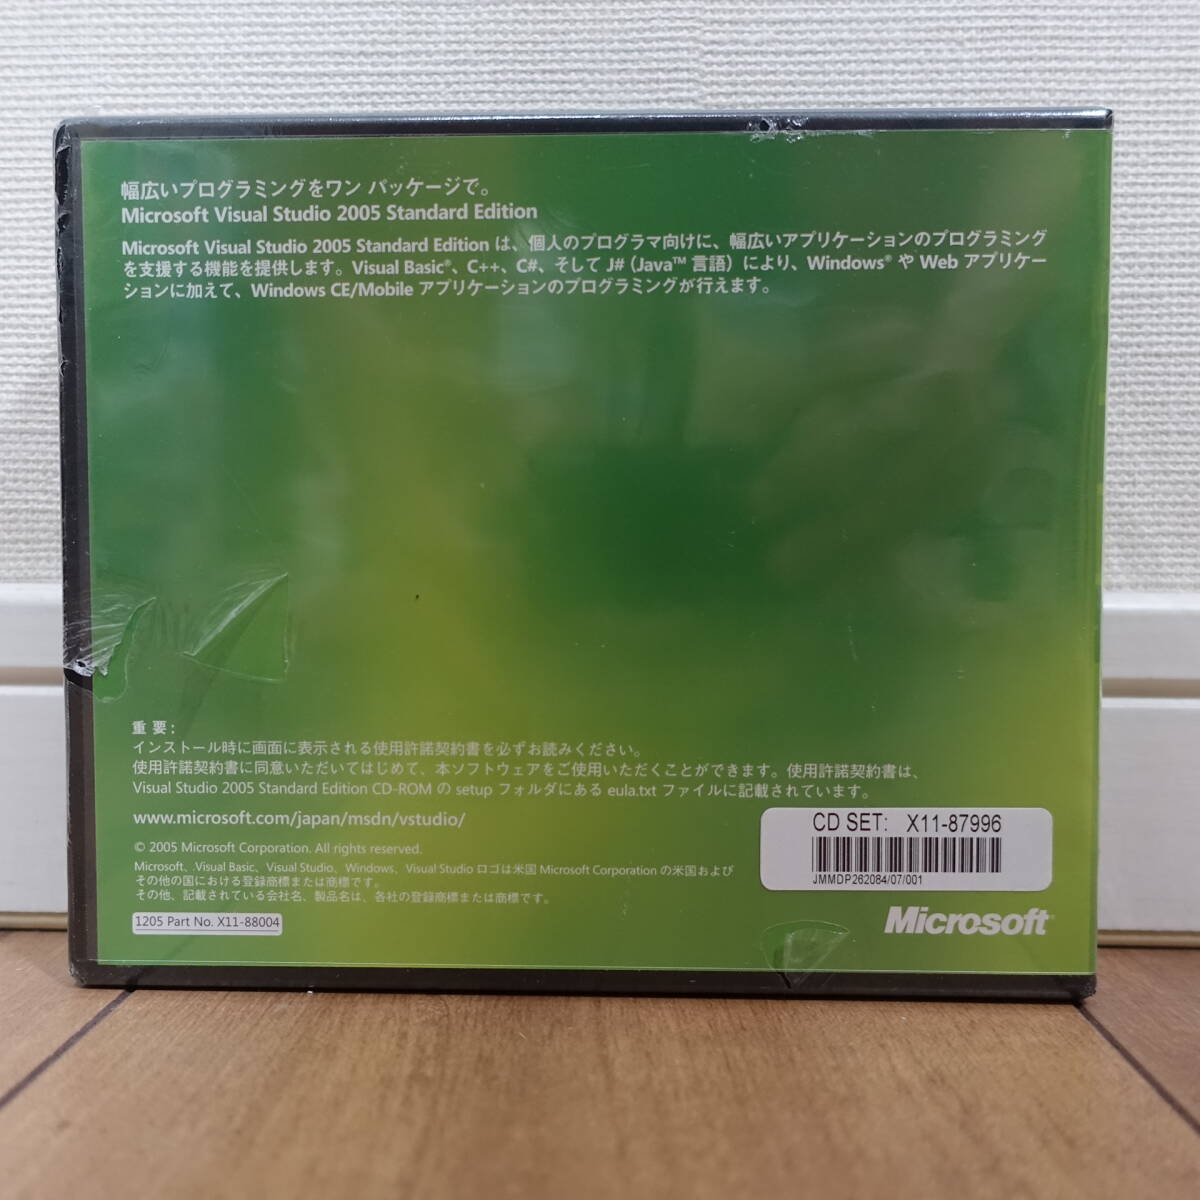 幅広いプログラミングをワン パッケージで。
Microsoft Visual Studio 2005 Standard Edition
Microsoft Visual Studio 2005 Standard Edition は、個人のプログラマ向けに、幅広いアプリケーションのプログラミング
を支援する機能を提供します。Visual Basic®、C++、C#、そして J#（Java™ 言語）により、Windows® や Web アプリケー
ションに加えて、Windows CE/Mobile アプリケーションのプログラミングが行えます。
重要：
インストール時に画面に表示される使用許諾契約書を必ずお読みください。
使用許諾契約書に同意いただいてはじめて、本ソフトウェアをご使用いただくことができます。使用許諾契約書は、
Visual Studio 2005 Standard Edition CD-ROM の setup フォルダにある eula.txt ファイルに記載されています。
www.microsoft.com/japan/msdn/vstudio/
© 2005 Microsoft Corporation. All rights reserved.
Microsoft、Visual Basic、Visual Studio、Windows、Visual Studio ロゴは米国 Microsoft Corporation の米国および
その他の国における登録商標または商標です。
その他、記載されている会社名、製品名は、各社の登録商標または商標です。
1205 Part No. X11-88004
CD SET: X11-87996
JMMDP262084/07/001
Microsoft®